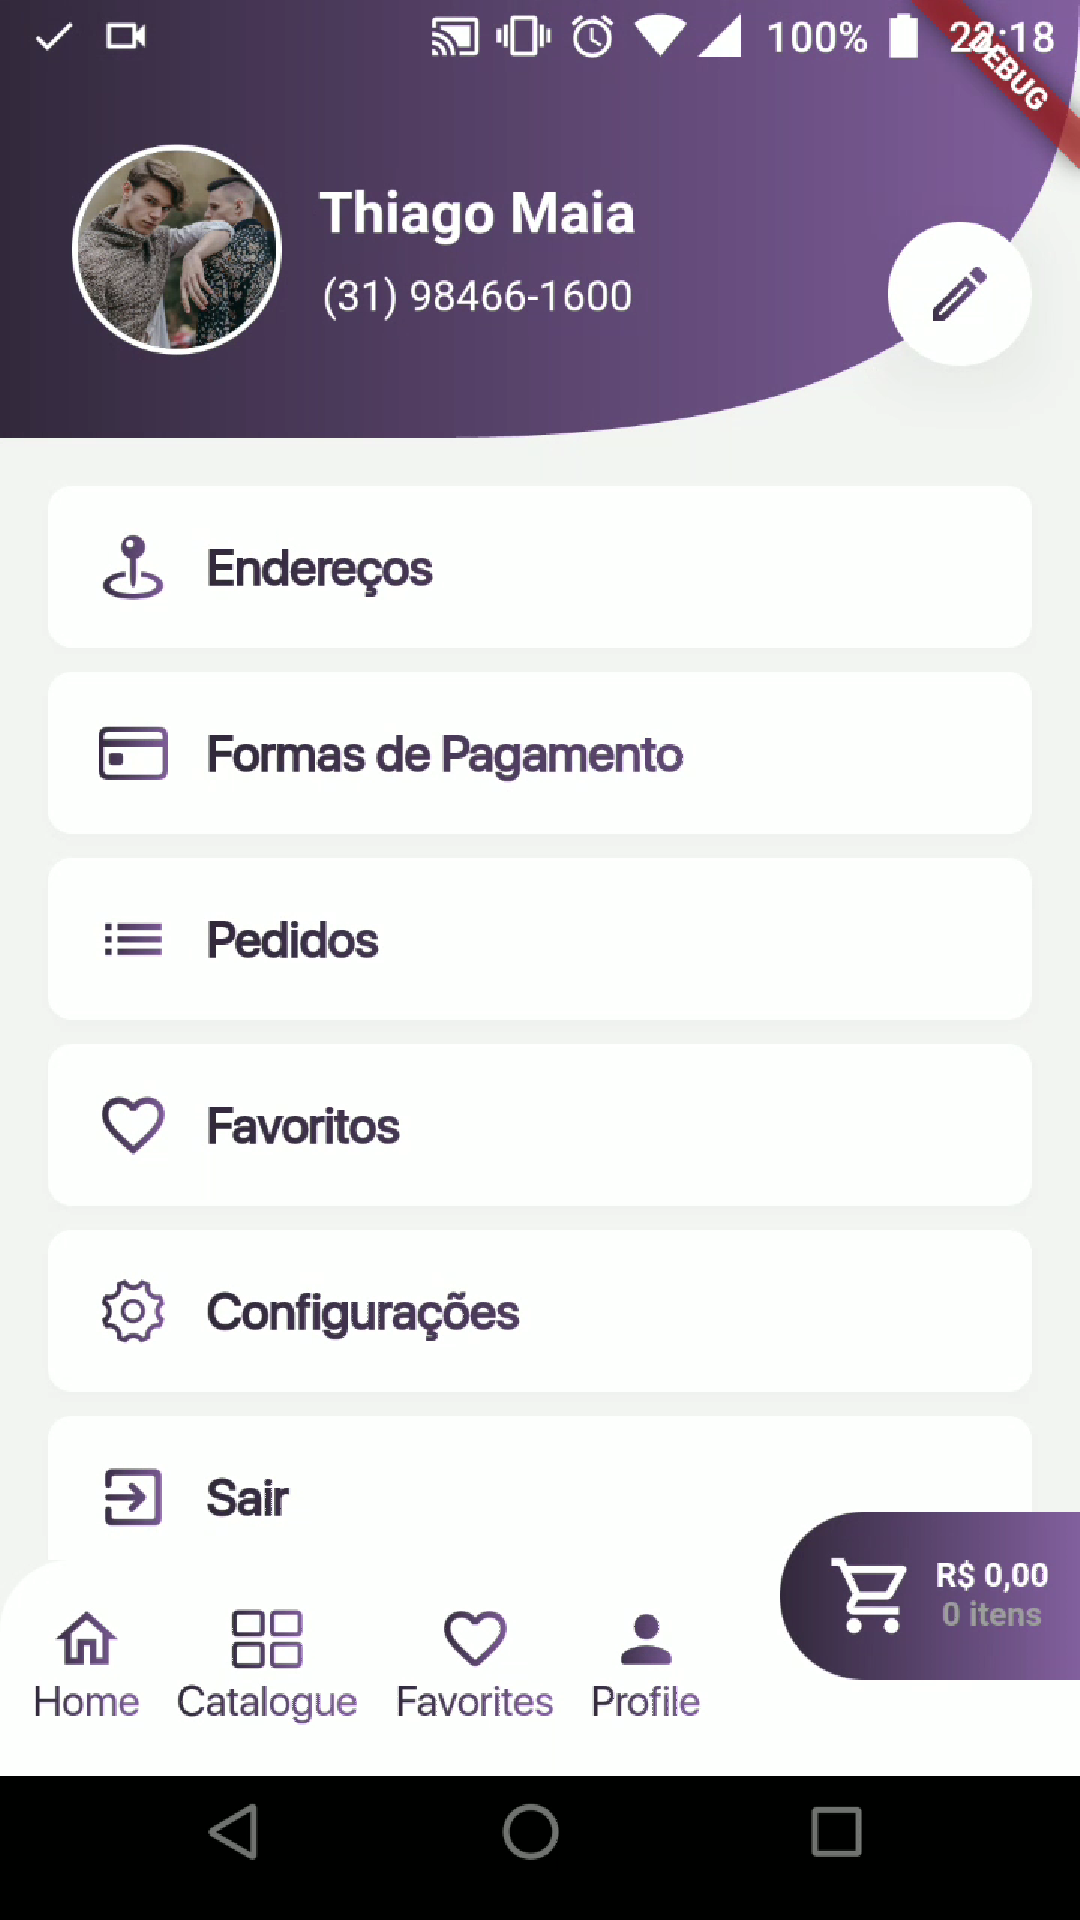 100% 22:18
DEBUG
Thiago Maia
(31) 98466-1600
Endereços
Formas de Pagamento
Pedidos
Favoritos
Configurações
Sair
R$ 0,00
0 itens
Home Catalogue Favorites Profile